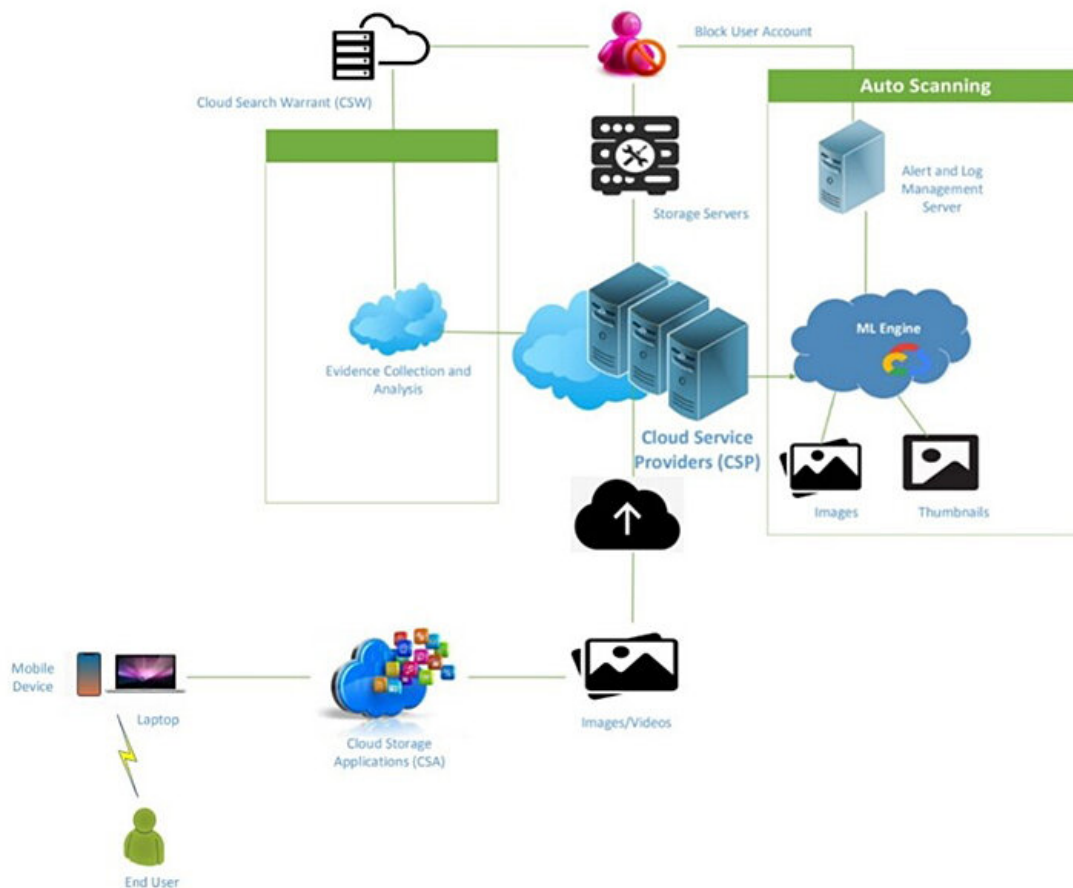 Block User Account
Cloud Search Warrant (CSW)
Auto Scanning
Alert and Log
Management
Server
Storage Servers
ML Engine
Evidence Collection and
Analysis
Cloud Service
Providers (CSP)
Images
Thumbnails
Mobile
Device
Laptop
Cloud Storage
Applications (CSA)
Images/Videos
End User